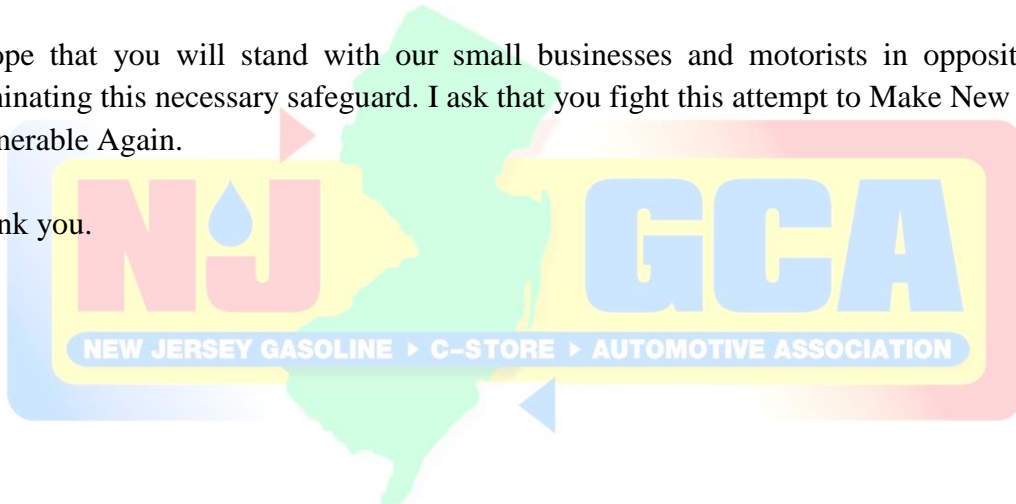 ope that you will stand with our small businesses and motorists in opposit
minating this necessary safeguard. I ask that you fight this attempt to Make New
nerable Again.
nk you.
NJ GCA
NEW JERSEY GASOLINE ▸ C-STORE ▸ AUTOMOTIVE ASSOCIATION